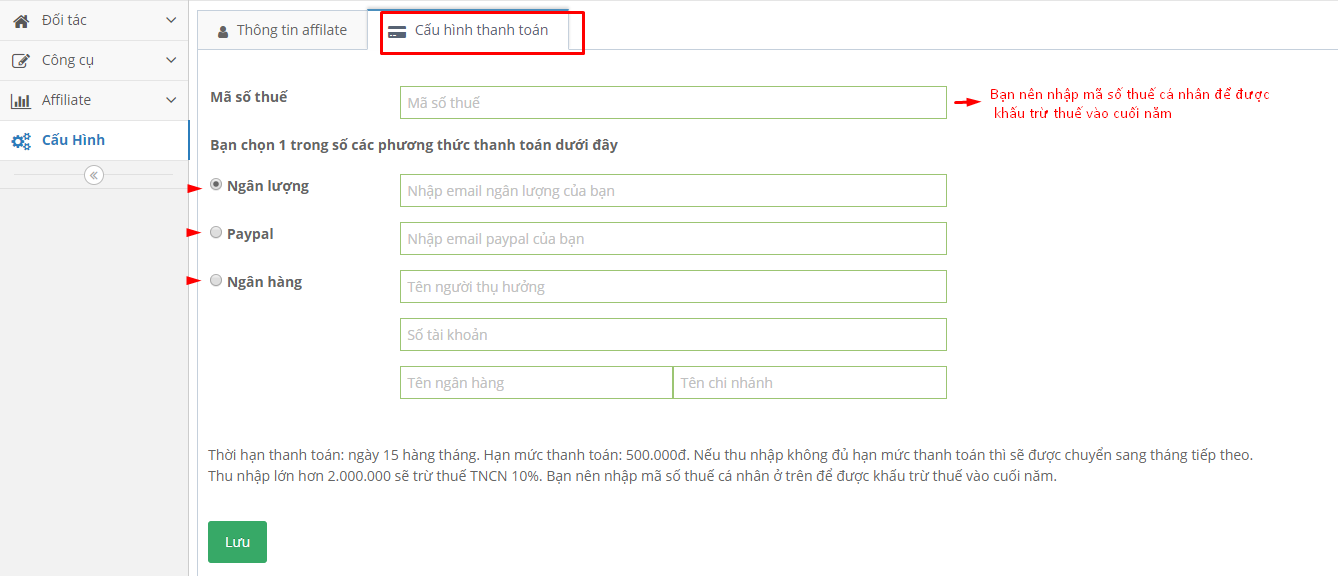 Đối tác
Công cụ
Affiliate
Cấu Hình
Thông tin affilate
Cấu hình thanh toán
Mã số thuế
Mã số thuế
Bạn nên nhập mã số thuế cá nhân để được
khấu trừ thuế vào cuối năm
Bạn chọn 1 trong số các phương thức thanh toán dưới đây
Ngân lượng
Nhập email ngân lượng của bạn
Paypal
Nhập email paypal của bạn
Ngân hàng
Tên người thụ hưởng
Số tài khoản
Tên ngân hàng
Tên chi nhánh
Thời hạn thanh toán: ngày 15 hàng tháng. Hạn mức thanh toán: 500.000đ. Nếu thu nhập không đủ hạn mức thanh toán thì sẽ được chuyển sang tháng tiếp theo.
Thu nhập lớn hơn 2.000.000 sẽ trừ thuế TNCN 10%. Bạn nên nhập mã số thuế cá nhân ở trên để được khấu trừ thuế vào cuối năm.
Lưu